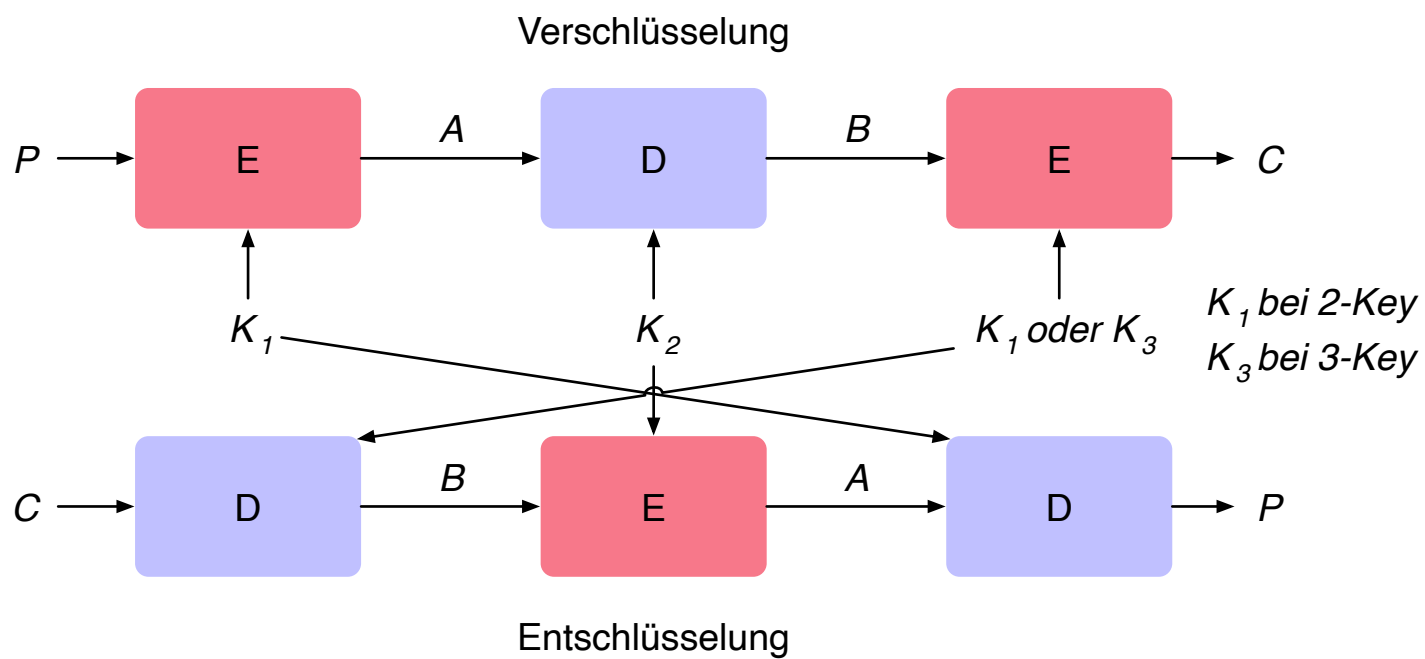 Verschlüsselung
P E A D B E C
K1 K2 K1 oder K3
K1 bei 2-Key
K3 bei 3-Key
C D B E A D P
Entschlüsselung